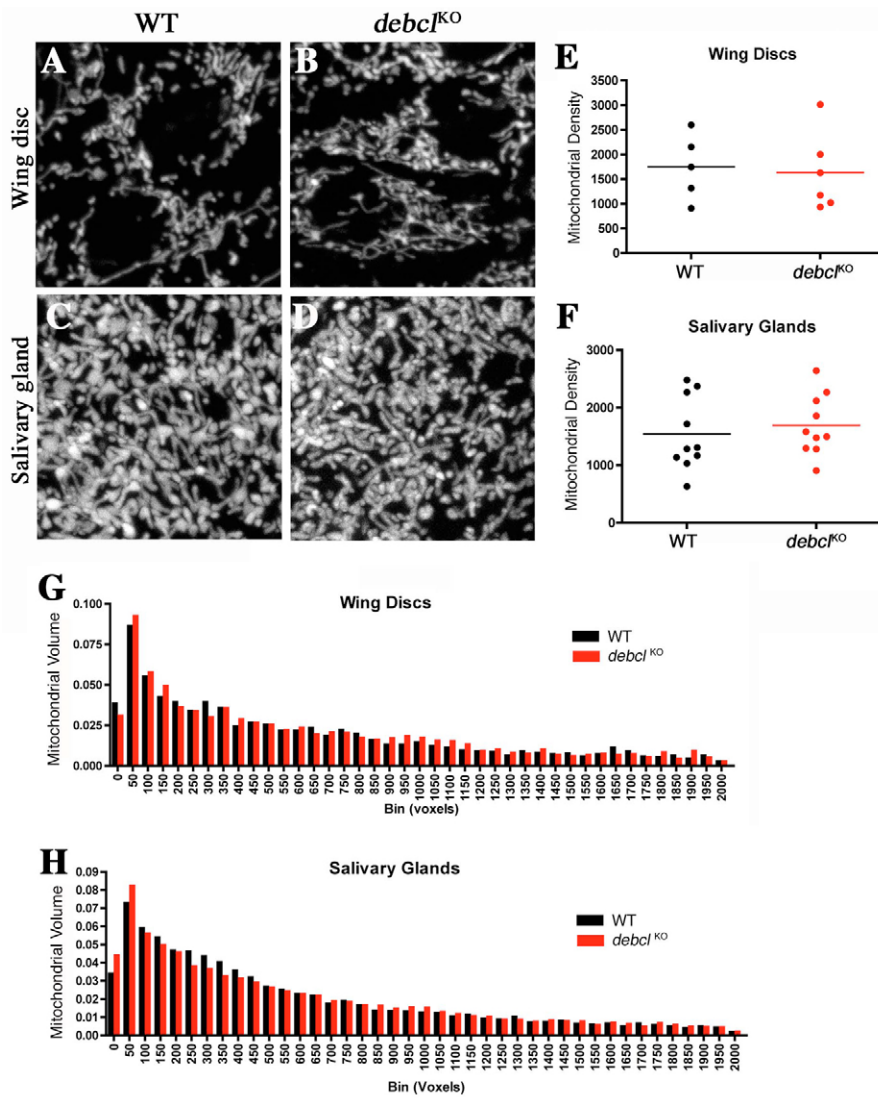 WT debclKO
A
B
C
D
Wing disc
Salivary gland
E
Wing Discs
Mitochondrial Density
3500
3000
2500
2000
1500
1000
500
0
WT debclKO
F
Salivary Glands
Mitochondrial Density
3000
2000
1000
0
WT debclKO
G
Wing Discs
WT
debcl KO
Mitochondrial Volume
0.100
0.075
0.050
0.025
0.000
0 50 100 150 200 250 300 350 400 450 500 550 600 650 700 750 800 850 900 950 1000 1050 1100 1150 1200 1250 1300 1350 1400 1450 1500 1550 1600 1650 1700 1750 1800 1850 1900 1950 2000
Bin (voxels)
H
Salivary Glands
WT
debcl KO
Mitochondrial Volume
0.09
0.08
0.07
0.06
0.05
0.04
0.03
0.02
0.01
0.00
0 50 100 150 200 250 300 350 400 450 500 550 600 650 700 750 800 850 900 950 1000 1050 1100 1150 1200 1250 1300 1350 1400 1450 1500 1550 1600 1650 1700 1750 1800 1850 1900 1950 2000
Bin (Voxels)